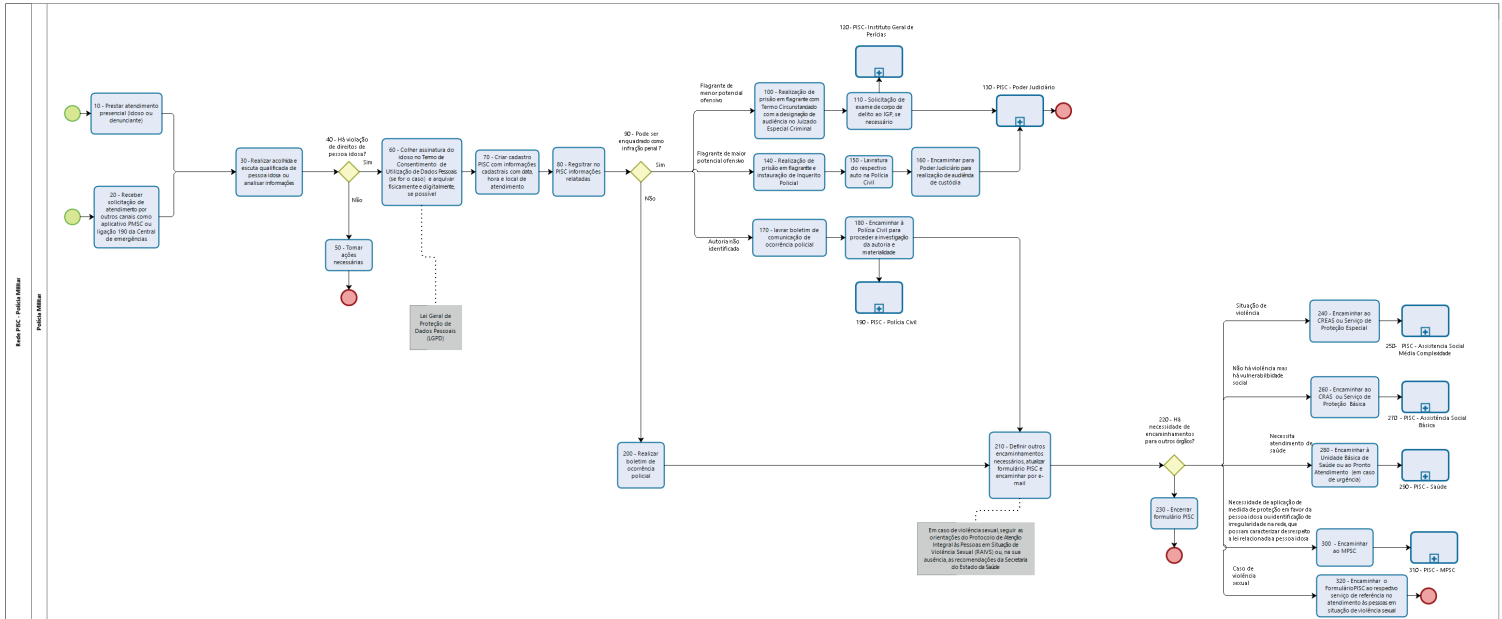 Rede PISC - Polícia Militar
Polícia Militar
10 - Prestar atendimento
presencial (idoso ou
denunciante)
20 - Receber
solicitação de
atendimento por
outros canais como
aplicativo PMSC ou
ligação 190 da Central
de emergências
30 - Realizar acolhida e
escuta qualificada de
pessoa idosa ou
analisar informações
40 - Há violação
de direitos de
pessoa idosa?
Sim
Não
50 - Tomar
ações
necessárias
60 - Colher assinatura do
idoso no Termo de
Consentimento de
Utilização de Dados Pessoais
(se for o caso) e arquivar
fisicamente e digitalmente,
se possível
Lei Geral de
Proteção de
Dados Pessoais
(LGPD)
70 - Criar cadastro
PISC com informações
cadastrais com data,
hora e local de
atendimento
80 - Registrar no
PISC informações
relatadas
90 - Pode ser
enquadrado como
infração penal?
Sim
Não
Flagrante de
menor potencial
ofensivo
100 - Realização de
prisão em flagrante com
Termo Circunstanciado
com a designação de
audiência no Juizado
Especial Criminal
110 - Solicitação de
exame de corpo de
delito ao IGP, se
necessário
120 - PISC - Instituto Geral de
Perícias
130 - PISC - Poder Judiciário
Flagrante de maior
potencial ofensivo
140 - Realização de
prisão em flagrante e
instauração de Inquerito
Policial
150 - Lavratura
do respectivo
auto na Polícia
Civil
160 - Encaminhar para
Poder Judiciário para
realização de audiência
de custódia
Autoria não
identificada
170 - lavrar boletim de
comunicação de
ocorrência policial
180 - Encaminhar à
Polícia Civil para
proceder a investigação
da autoria e
materialidade
190 - PISC - Polícia Civil
200 - Realizar
boletim de
ocorrência
policial
210 - Definir outros
encaminhamentos
necessários, atualizar
formulário PISC e
encaminhar por e-
mail
Em caso de violência sexual, seguir as
orientações do Protocolo de Atenção
Integral às Pessoas em Situação de
Violência Sexual (RAIVS) ou, na sua
ausência, as recomendações da Secretaria
do Estado da Saúde
220 - Há
necessidade de
encaminhamentos
para outros órgãos?
230 - Encerrar
formulário PISC
Situação de
violência
240 - Encaminhar ao
CREAS ou Serviço de
Proteção Especial
250- PISC - Assistencia Social
Média Complexidade
Não há violência mas
há vulnerabilbidade
social
260 - Encaminhar ao
CRAS ou Serviço de
Proteção Básica
270 - PISC - Assistência Social
Básica
Necessita
atendimento de
saúde
280 - Encaminhar à
Unidade Básica de
Saúde ou ao Pronto
Atendimento (em caso
de urgência)
290 - PISC - Saúde
Necessidade de aplicação de
medida de proteção em favor da
pessoa idosa ou identificação de
irregularidade na rede, que
possam caracterizar desrespeito
a lei relacionada a pessoa idosa
300 - Encaminhar
ao MPSC
310 - PISC - MPSC
Caso de
violência
sexual
320 - Encaminhar o
Formulário PISC ao respectivo
serviço de referência no
atendimento às pessoas em
situação de violência sexual